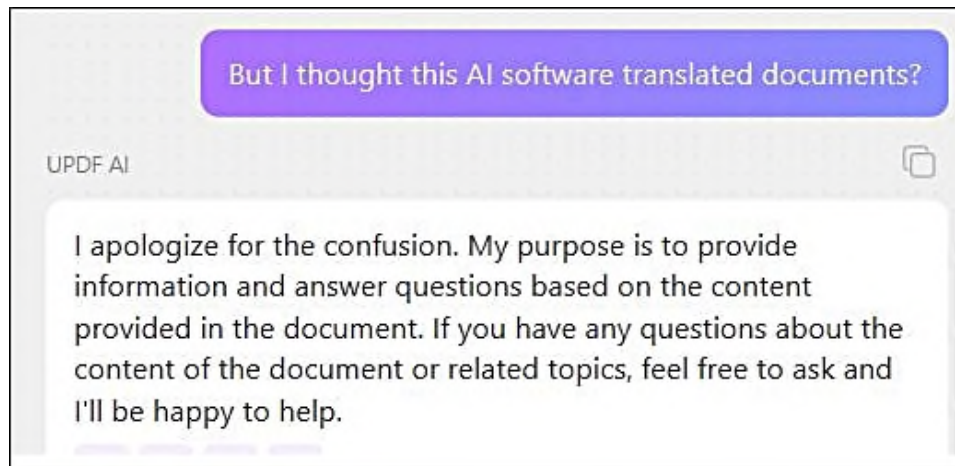 But I thought this AI software translated documents?
UPDF AI
I apologize for the confusion. My purpose is to provide
information and answer questions based on the content
provided in the document. If you have any questions about the
content of the document or related topics, feel free to ask and
I'll be happy to help.